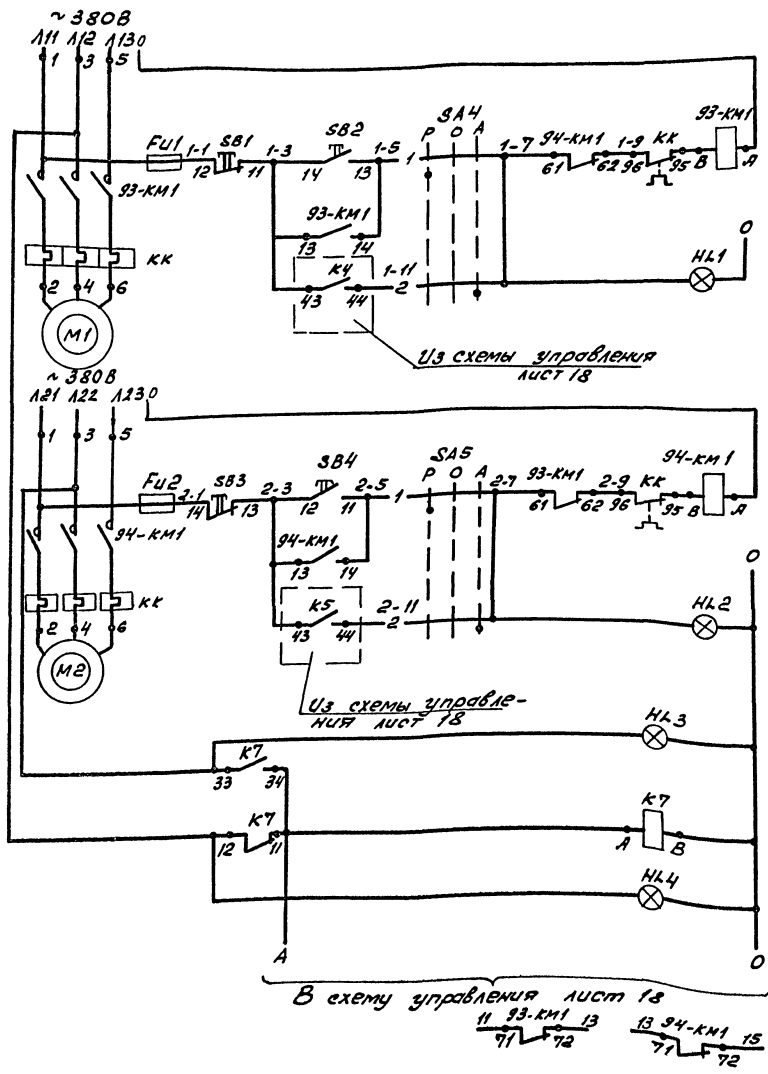 ~ 380В
Л11 Л12 Л13 0
1 3 5
93-КМ1
SA4
Р О А
Fu1 1-1 SB1 1-3 SB2 1-5 1 1-7 94-КМ1 1-9 КК
12 11 14 13 61 62 96 95 В А
93-КМ1
93-КМ1
13 14
О
КК
К4 1-11
43 44 2
HL1
2 4 6
М1
Из схемы управления
лист 18
~ 380В
Л21 Л22 Л23 0
1 3 5
94-КМ1
SA5
Р О А
Fu2 2-1 SB3 2-3 SB4 2-5 1 2-7 93-КМ1 2-9 КК
14 13 12 11 61 62 96 95 В А
94-КМ1
94-КМ1
13 14
О
КК
К5 2-11
43 44 2
HL2
2 4 6
М2
Из схемы управле-
ния лист 18
HL3
К7
33 34
К7
К7
12 11
А В
HL4
А
О
В схему управления лист 18
11 93-КМ1 13
71 72
13 94-КМ1 15
71 72